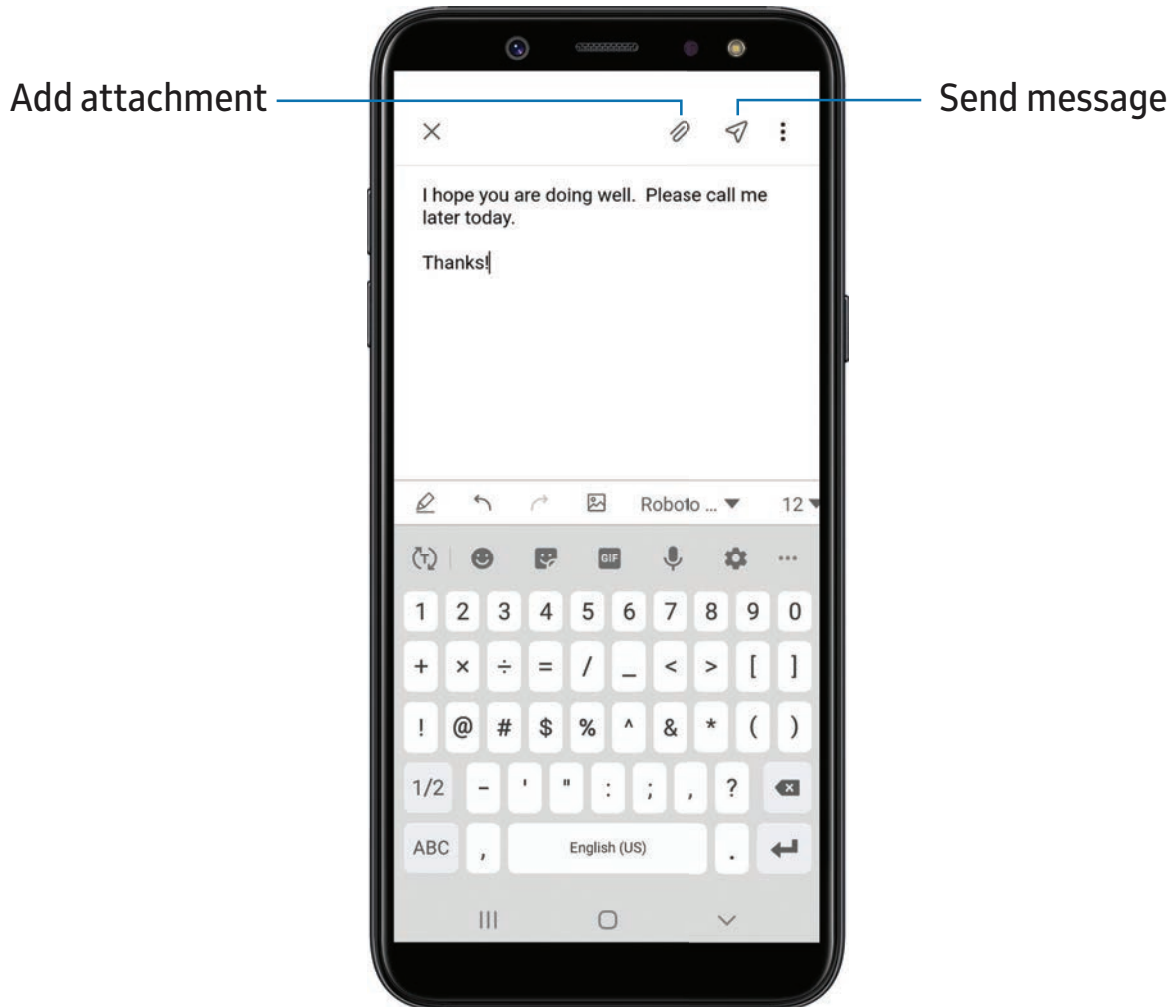 Add attachment
Send message
I hope you are doing well.  Please call me
later today.
Thanks!
Roboto ... 12
T GIF
1 2 3 4 5 6 7 8 9 0
+ × ÷ = / _ < > [ ]
! @ # $ % ^ & * ( )
1/2 - ' " : ; , ?
ABC , English (US) .